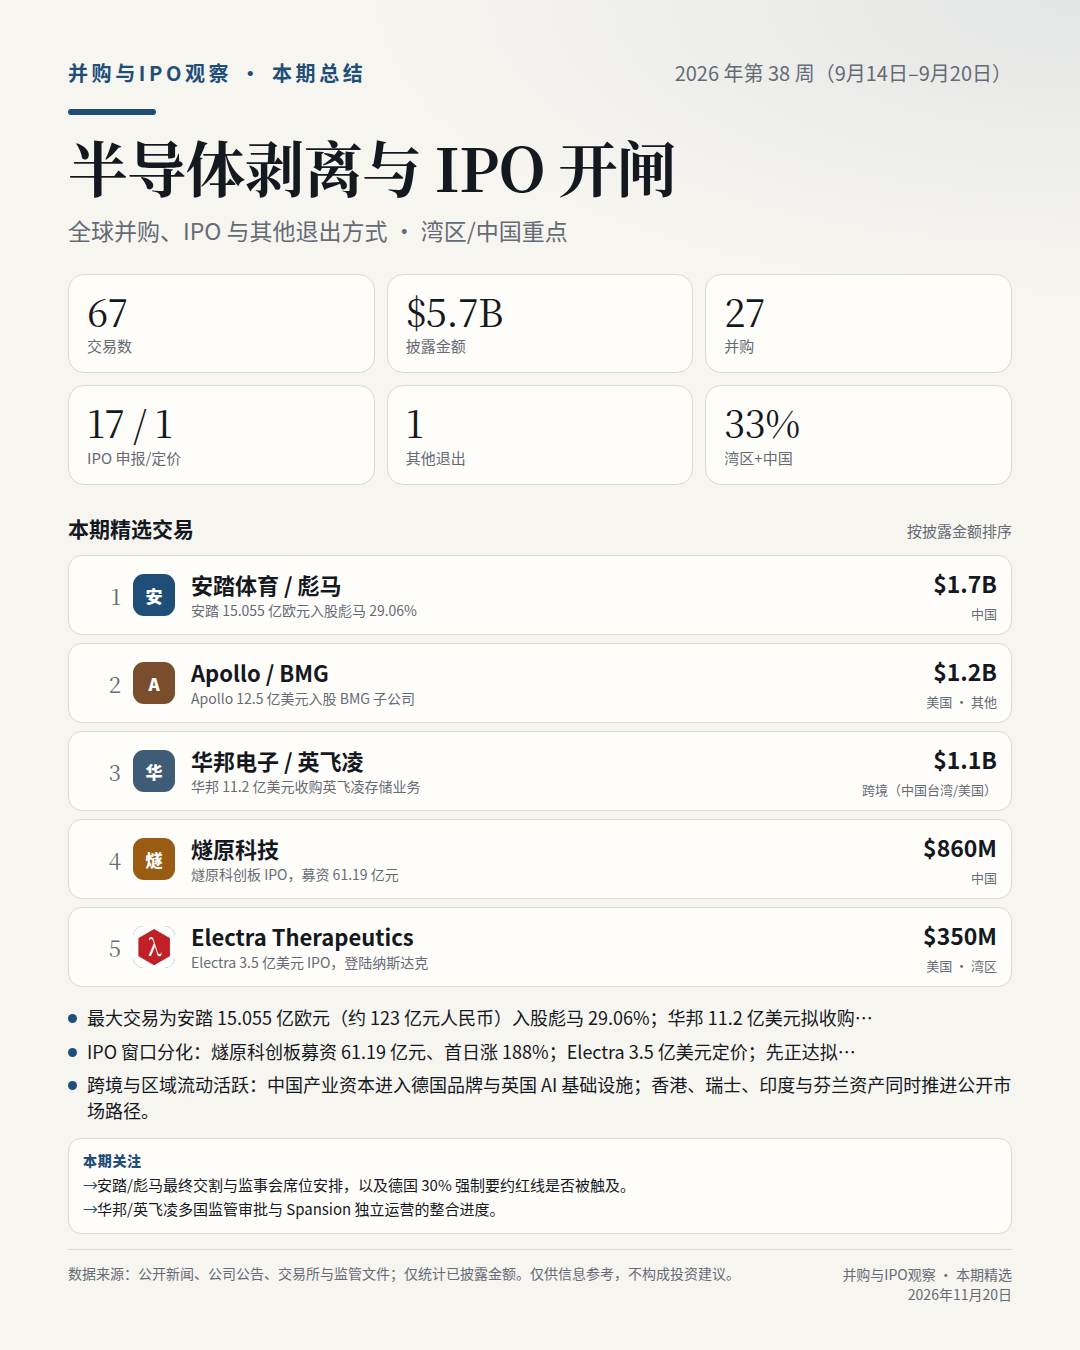 并购与IPO观察 · 本期总结
2026 年第 38 周（9月14日–9月20日）
半导体剥离与 IPO 开闸
全球并购、IPO 与其他退出方式 · 湾区/中国重点
67
交易数
$5.7B
披露金额
27
并购
17 / 1
IPO 申报/定价
1
其他退出
33%
湾区+中国
本期精选交易
按披露金额排序
1
安
安踏体育 / 彪马
安踏 15.055 亿欧元入股彪马 29.06%
$1.7B
中国
2
A
Apollo / BMG
Apollo 12.5 亿美元入股 BMG 子公司
$1.2B
美国 · 其他
3
华
华邦电子 / 英飞凌
华邦 11.2 亿美元收购英飞凌存储业务
$1.1B
跨境（中国台湾/美国）
4
燧
燧原科技
燧原科创板 IPO，募资 61.19 亿元
$860M
中国
5
λ
Electra Therapeutics
Electra 3.5 亿美元 IPO，登陆纳斯达克
$350M
美国 · 湾区
最大交易为安踏 15.055 亿欧元（约 123 亿元人民币）入股彪马 29.06%；华邦 11.2 亿美元拟收购…
IPO 窗口分化：燧原科创板募资 61.19 亿元、首日涨 188%；Electra 3.5 亿美元定价；先正达拟…
跨境与区域流动活跃：中国产业资本进入德国品牌与英国 AI 基础设施；香港、瑞士、印度与芬兰资产同时推进公开市
场路径。
本期关注
→安踏/彪马最终交割与监事会席位安排，以及德国 30% 强制要约红线是否被触及。
→华邦/英飞凌多国监管审批与 Spansion 独立运营的整合进度。
数据来源：公开新闻、公司公告、交易所与监管文件；仅统计已披露金额。仅供信息参考，不构成投资建议。
并购与IPO观察 · 本期精选
2026年11月20日